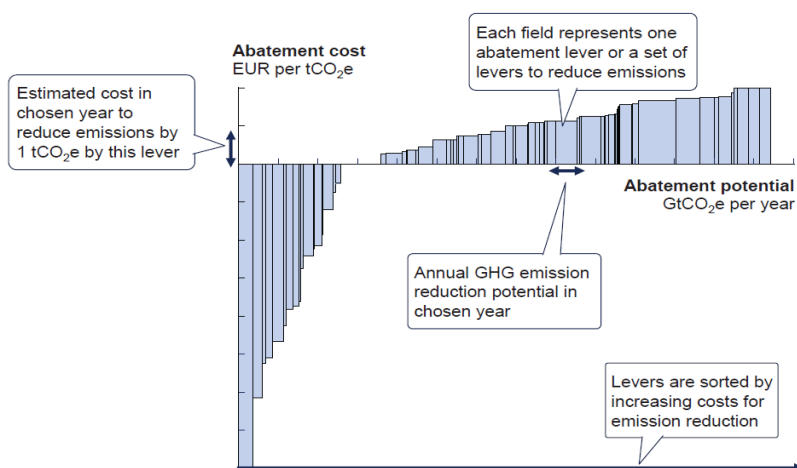 Abatement cost
EUR per tCO₂e
Each field represents one
abatement lever or a set of
levers to reduce emissions
Estimated cost in
chosen year to
reduce emissions by
1 tCO₂e by this lever
Abatement potential
GtCO₂e per year
Annual GHG emission
reduction potential in
chosen year
Levers are sorted by
increasing costs for
emission reduction